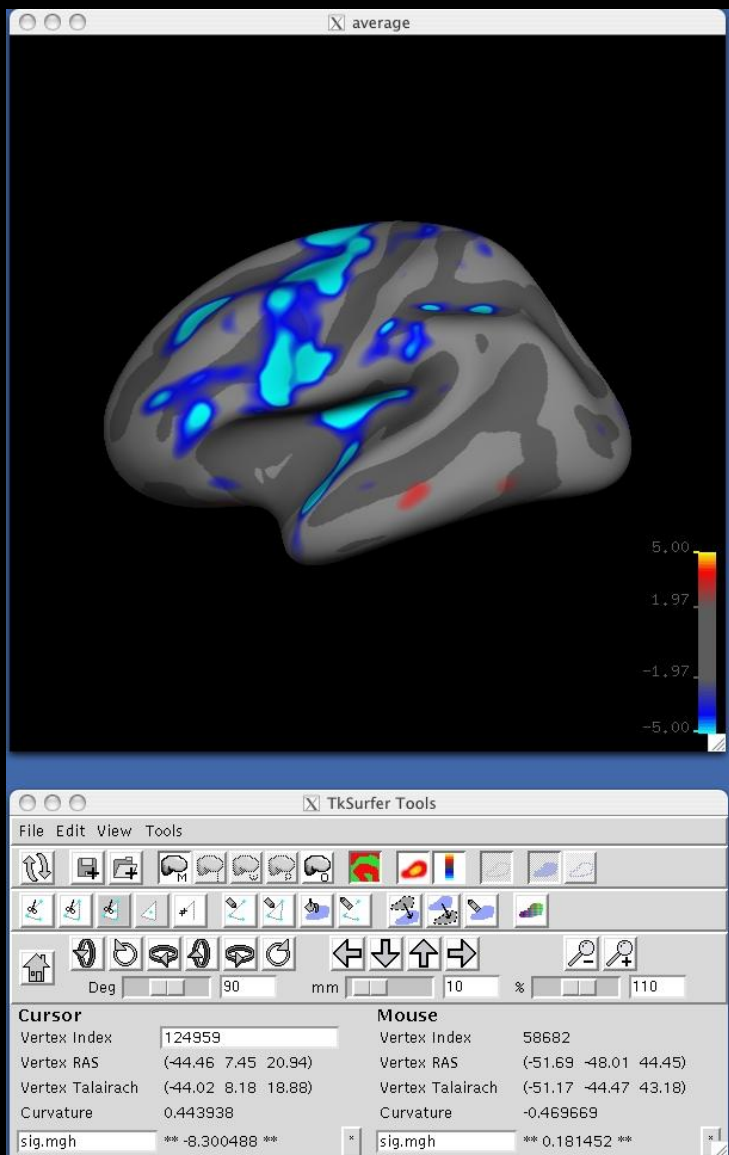 X average
5.00
1.97
-1.97
-5.00
X TkSurfer Tools
File Edit View Tools
M I W P O
Deg 90 mm 10 % 110
Cursor Mouse
Vertex Index 124959 Vertex Index 58682
Vertex RAS (-44.46 7.45 20.94) Vertex RAS (-51.69 -48.01 44.45)
Vertex Talairach (-44.02 8.18 18.88) Vertex Talairach (-51.17 -44.47 43.18)
Curvature 0.443938 Curvature -0.469669
sig.mgh ** -8.300488 ** * sig.mgh ** 0.181452 ** *